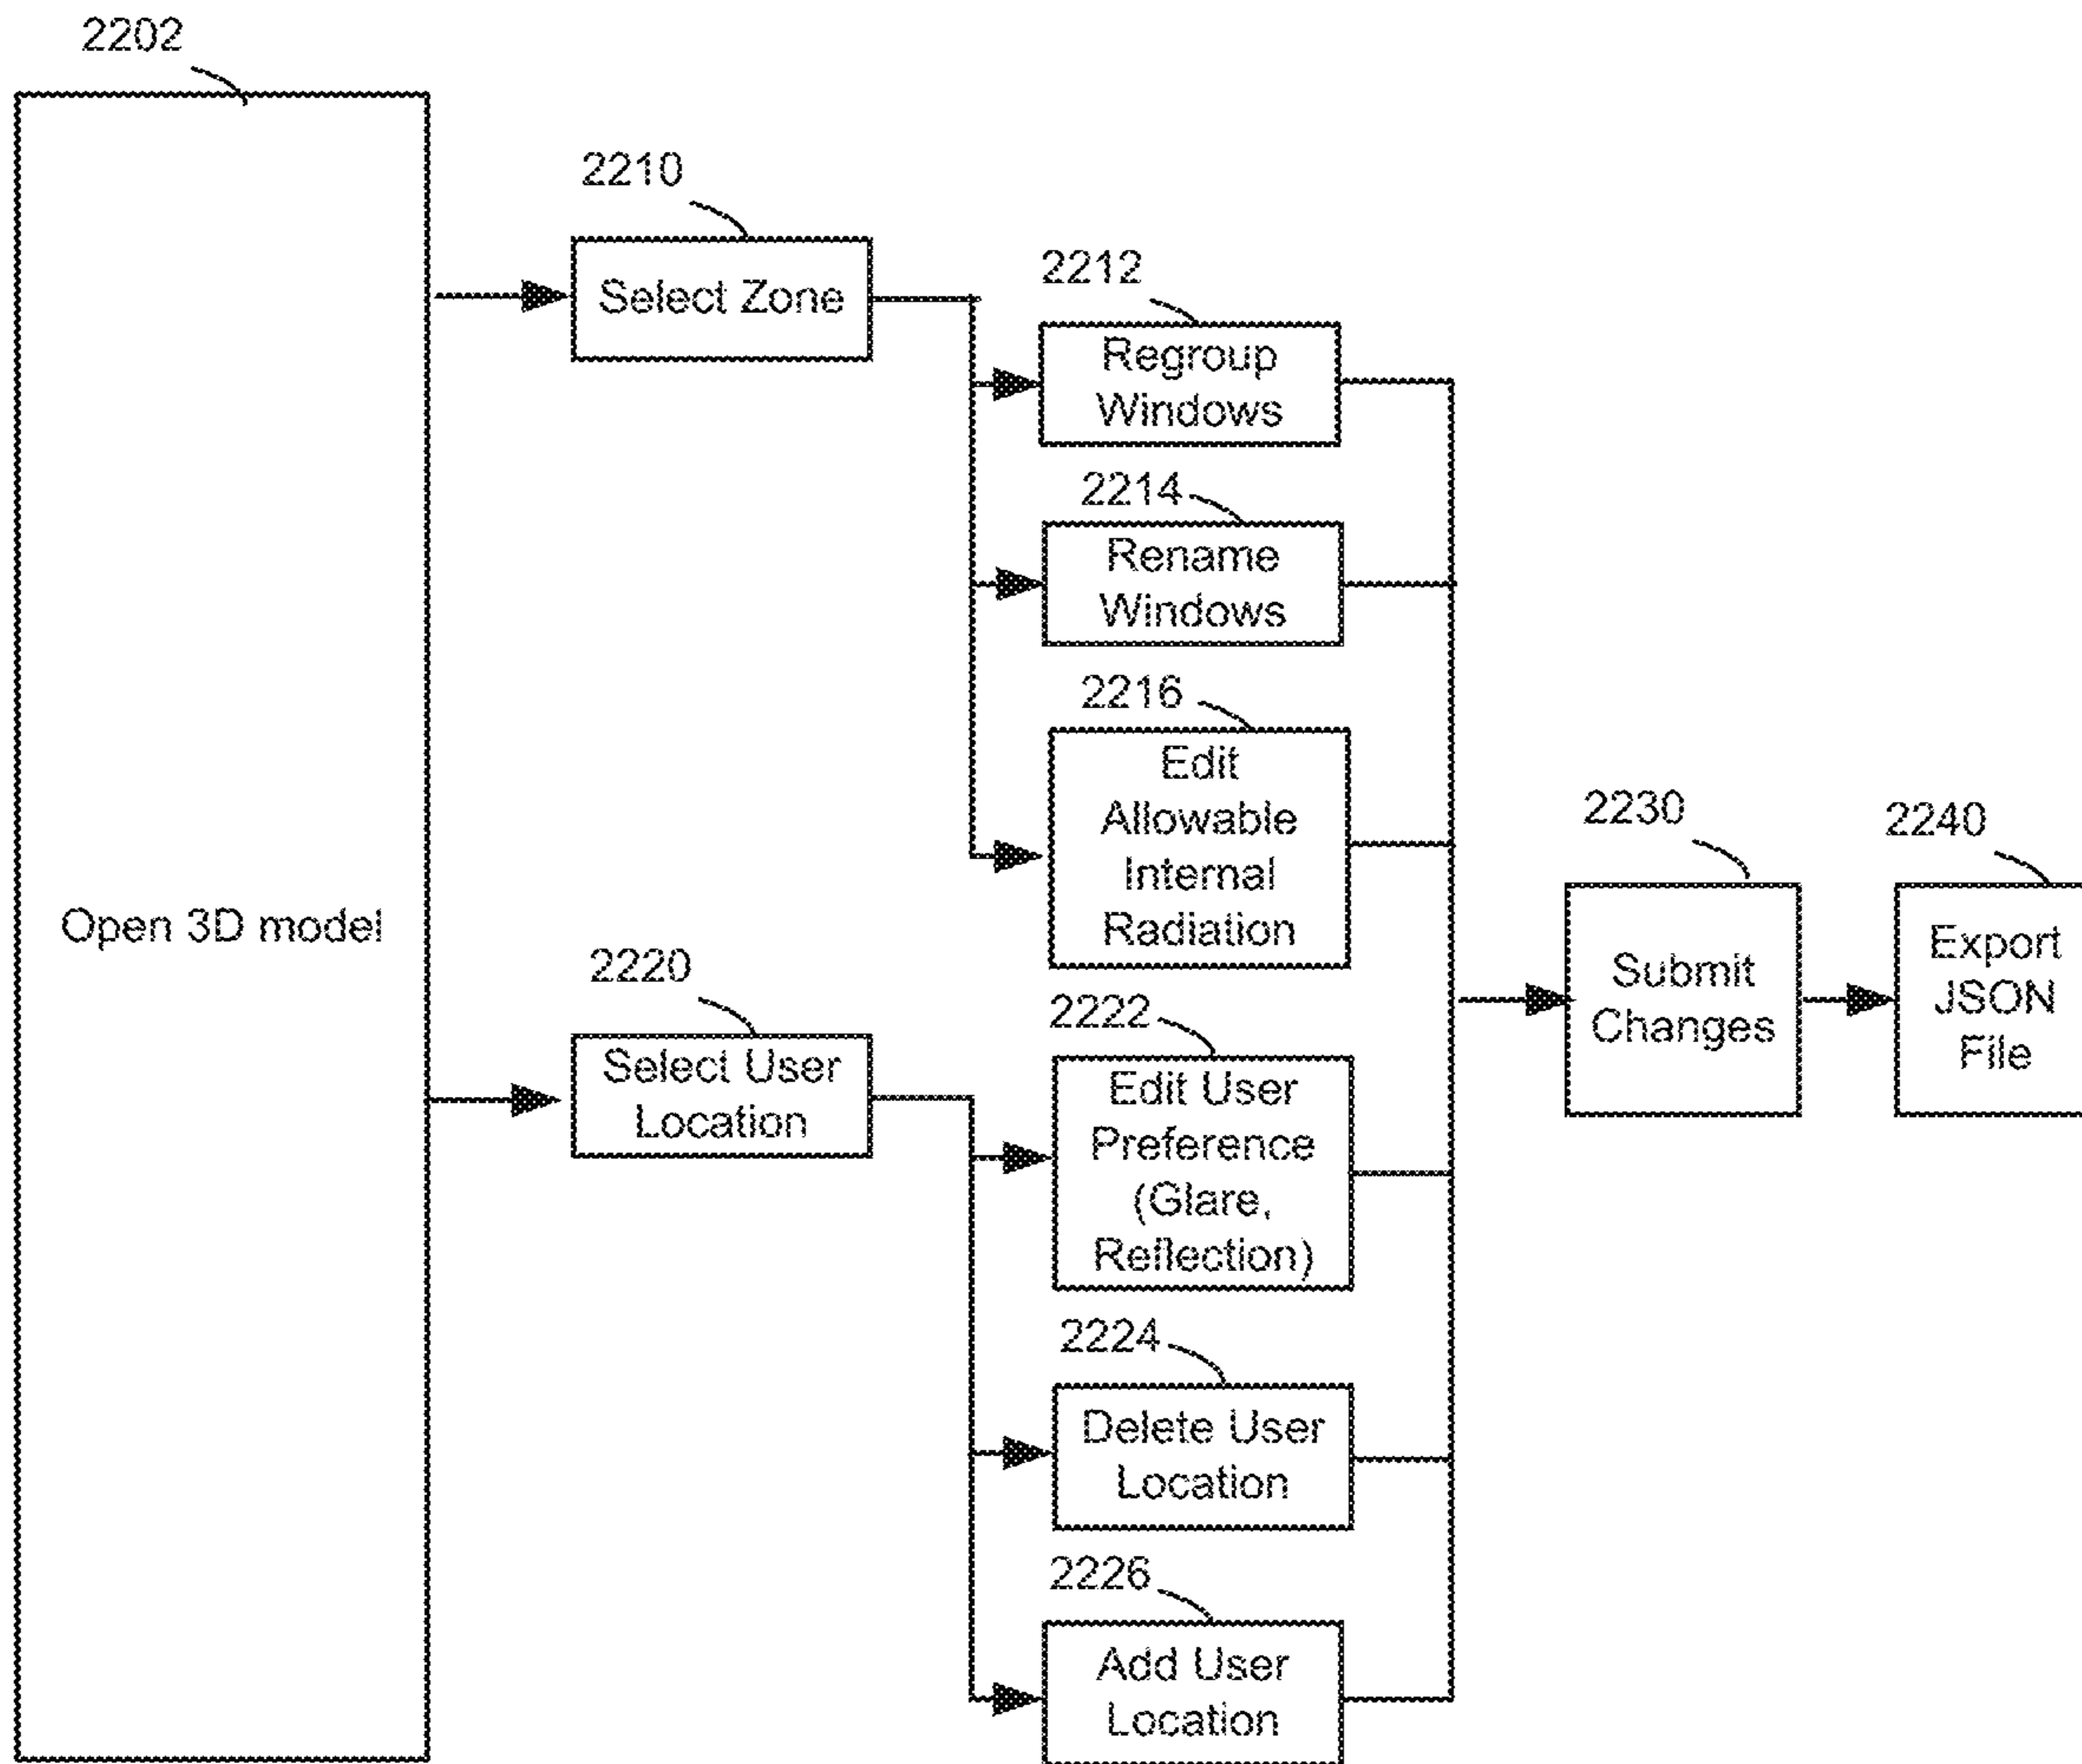 2202
Open 3D model
2210
Select Zone
2212
Regroup
Windows
2214
Rename
Windows
2216
Edit
Allowable
Internal
Radiation
2220
Select User
Location
2222
Edit User
Preference
(Glare,
Reflection)
2224
Delete User
Location
2226
Add User
Location
2230
Submit
Changes
2240
Export
JSON
File